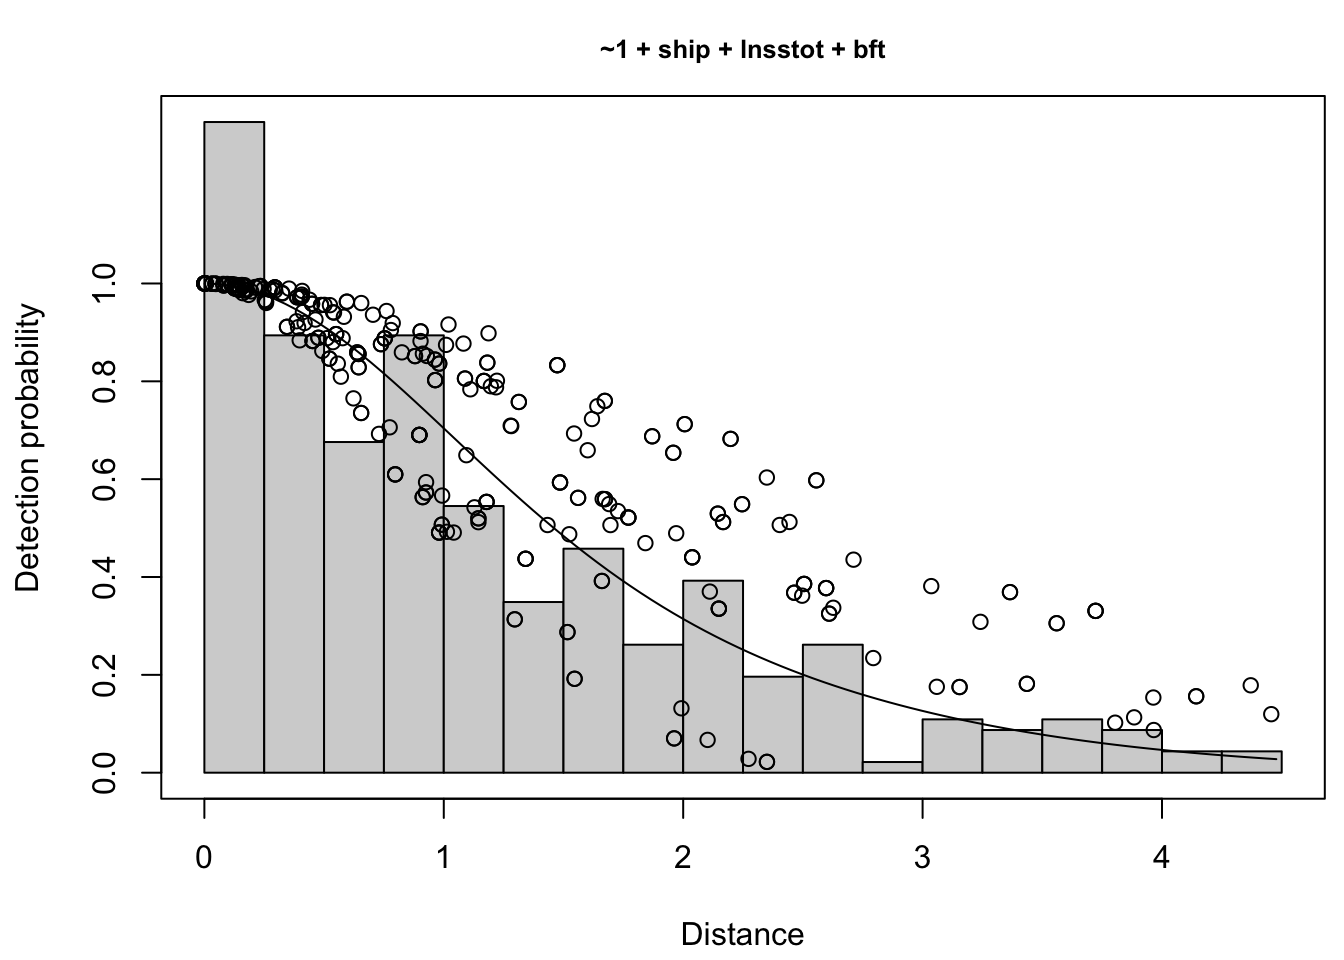 ~1 + ship + lnsstot + bft
Detection probability
1.0
0.8
0.6
0.4
0.2
0.0
0 1 2 3 4
Distance